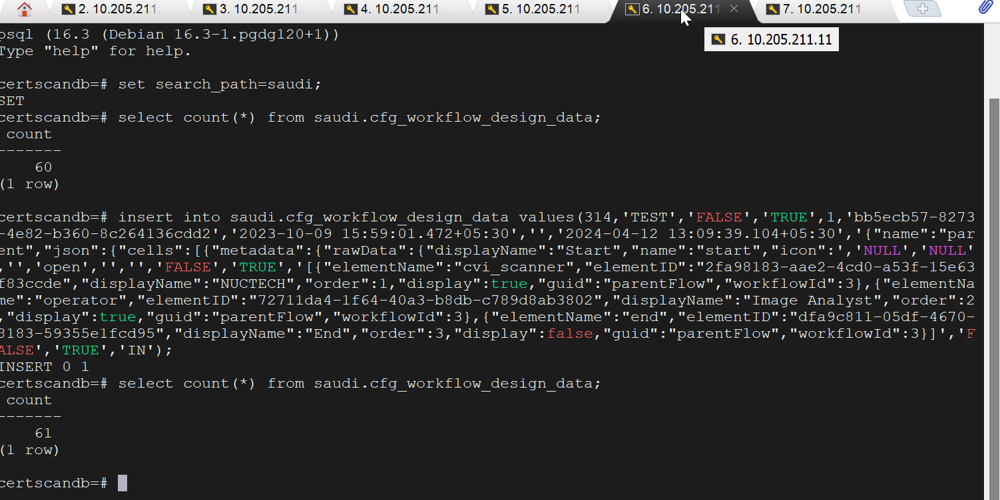 2. 10.205.211.
3. 10.205.211.
4. 10.205.211.
5. 10.205.211.
6. 10.205.211
7. 10.205.211.
6. 10.205.211.11
psql (16.3 (Debian 16.3-1.pgdg120+1))
Type "help" for help.
certscandb=# set search_path=saudi;
SET
certscandb=# select count(*) from saudi.cfg_workflow_design_data;
count
-------
60
(1 row)
certscandb=# insert into saudi.cfg_workflow_design_data values(314,'TEST','FALSE','TRUE',1,'bb5ecb57-8273
-4e82-b360-8c264136cdd2','2023-10-09 15:59:01.472+05:30','','2024-04-12 13:09:39.104+05:30','{"name":"par
ent","json":{"cells":[{"metadata":{"rawData":{"displayName":"Start","name":"start","icon":','NULL','NULL'
,'','open','','','FALSE','TRUE','[{"elementName":"cvi_scanner","elementID":"2fa98183-aae2-4cd0-a53f-15e63
f83ccde","displayName":"NUCTECH","order":1,"display":true,"guid":"parentFlow","workflowId":3},{"elementNa
me":"operator","elementID":"72711da4-1f64-40a3-b8db-c789d8ab3802","displayName":"Image Analyst","order":2
,"display":true,"guid":"parentFlow","workflowId":3},{"elementName":"end","elementID":"dfa9c811-05df-4670-
8183-59355e1fcd95","displayName":"End","order":3,"display":false,"guid":"parentFlow","workflowId":3}]','F
ALSE','TRUE','IN');
INSERT 0 1
certscandb=# select count(*) from saudi.cfg_workflow_design_data;
count
-------
61
(1 row)
certscandb=#